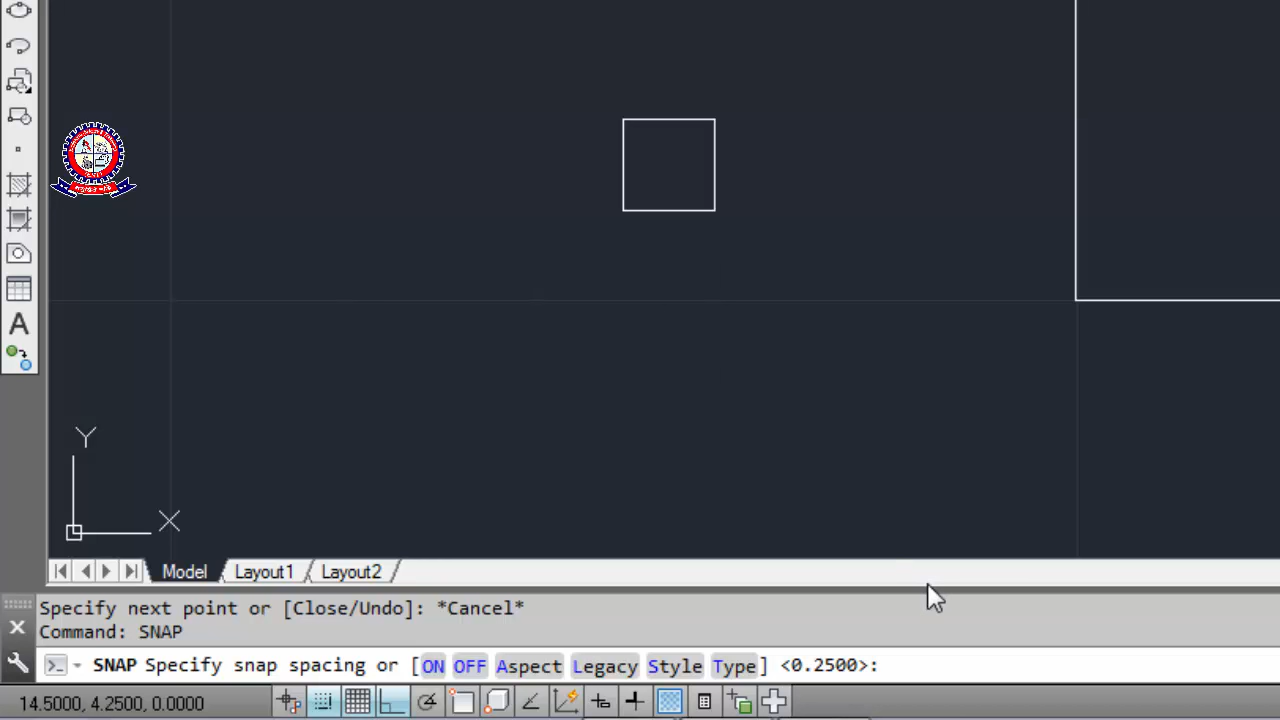 A
Y
X
Model
Layout1
Layout2
Specify next point or [Close/Undo]: *Cancel*
Command: SNAP
SNAP Specify snap spacing or [ON OFF Aspect Legacy Style Type] <0.2500>:
14.5000, 4.2500, 0.0000